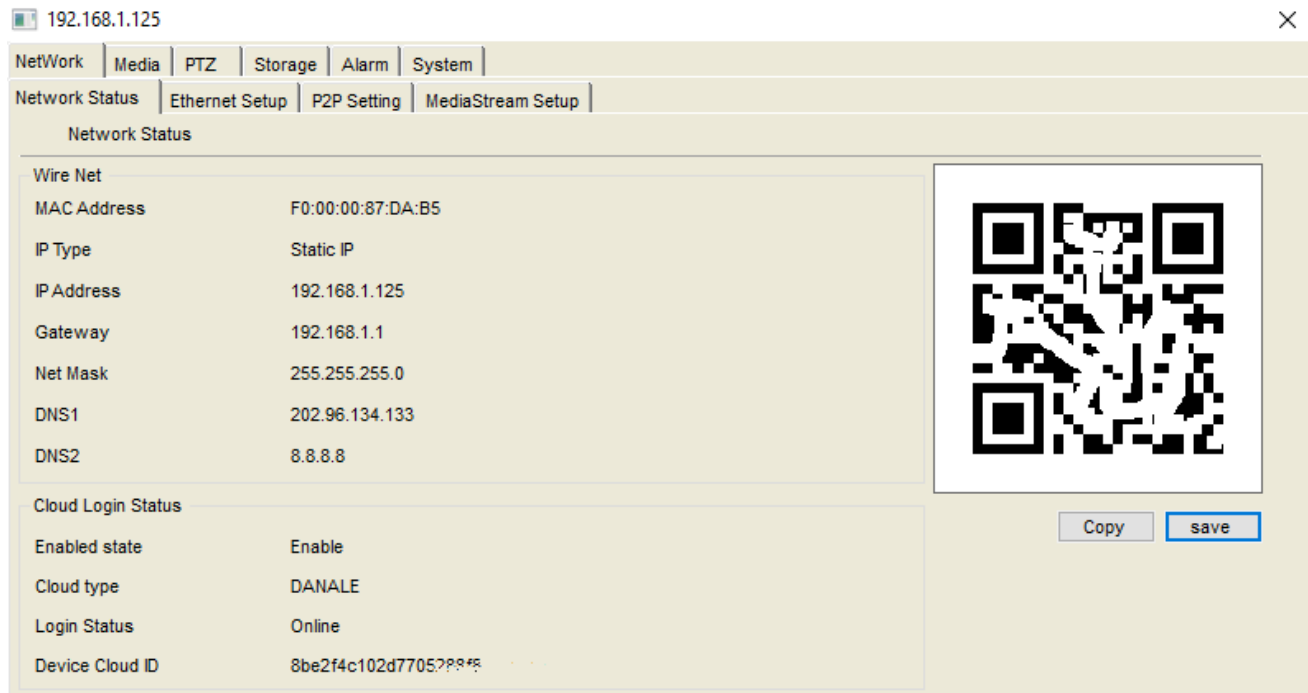 192.168.1.125
NetWork Media PTZ Storage Alarm System
Network Status Ethernet Setup P2P Setting MediaStream Setup
Network Status
Wire Net
MAC Address F0:00:00:87:DA:B5
IP Type Static IP
IP Address 192.168.1.125
Gateway 192.168.1.1
Net Mask 255.255.255.0
DNS1 202.96.134.133
DNS2 8.8.8.8
Cloud Login Status
Copy save
Enabled state Enable
Cloud type DANALE
Login Status Online
Device Cloud ID